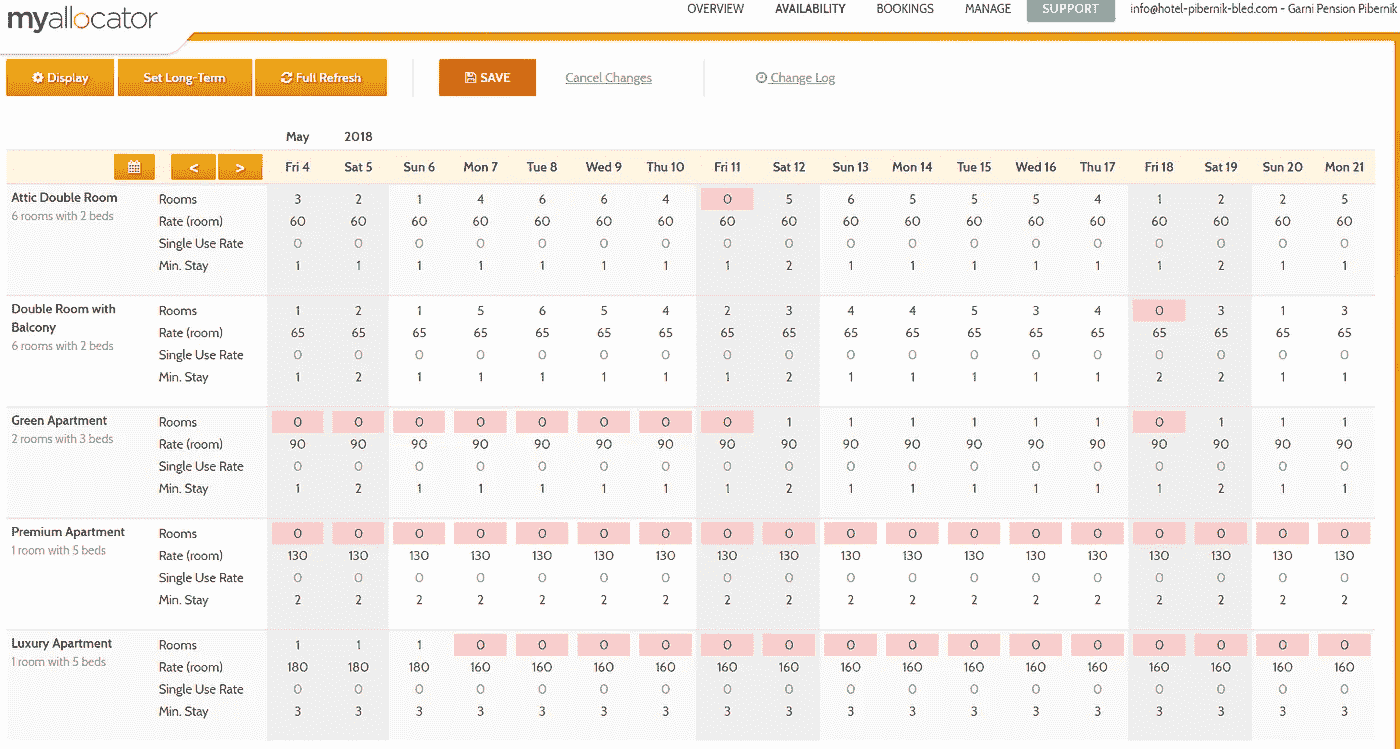 myallocator
OVERVIEW AVAILABILITY BOOKINGS MANAGE SUPPORT info@hotel-pibernik-bled.com - Garni Pension Pibernik
Display Set Long-Term Full Refresh SAVE Cancel Changes Change Log
May 2018
< > Fri 4 Sat 5 Sun 6 Mon 7 Tue 8 Wed 9 Thu 10 Fri 11 Sat 12 Sun 13 Mon 14 Tue 15 Wed 16 Thu 17 Fri 18 Sat 19 Sun 20 Mon 21
Attic Double Room Rooms 3 2 1 4 6 6 4 0 5 6 5 5 5 4 1 2 2 5
6 rooms with 2 beds Rate (room) 60 60 60 60 60 60 60 60 60 60 60 60 60 60 60 60 60 60
Single Use Rate 0 0 0 0 0 0 0 0 0 0 0 0 0 0 0 0 0 0
Min. Stay 1 1 1 1 1 1 1 1 2 1 1 1 1 1 1 2 1 1
Double Room with Rooms 1 2 1 5 6 5 4 2 3 4 4 5 3 4 0 3 1 3
Balcony Rate (room) 65 65 65 65 65 65 65 65 65 65 65 65 65 65 65 65 65 65
6 rooms with 2 beds Single Use Rate 0 0 0 0 0 0 0 0 0 0 0 0 0 0 0 0 0 0
Min. Stay 1 2 1 1 1 1 1 1 2 1 1 1 1 1 2 2 1 1
Green Apartment Rooms 0 0 0 0 0 0 0 0 1 1 1 1 1 1 0 1 1 1
2 rooms with 3 beds Rate (room) 90 90 90 90 90 90 90 90 90 90 90 90 90 90 90 90 90 90
Single Use Rate 0 0 0 0 0 0 0 0 0 0 0 0 0 0 0 0 0 0
Min. Stay 1 2 1 1 1 1 1 1 2 1 1 1 1 1 1 2 1 1
Premium Apartment Rooms 0 0 0 0 0 0 0 0 0 0 0 0 0 0 0 0 0 0
1 room with 5 beds Rate (room) 130 130 130 130 130 130 130 130 130 130 130 130 130 130 130 130 130 130
Single Use Rate 0 0 0 0 0 0 0 0 0 0 0 0 0 0 0 0 0 0
Min. Stay 2 2 2 2 2 2 2 2 2 2 2 2 2 2 2 2 2 2
Luxury Apartment Rooms 1 1 1 0 0 0 0 0 0 0 0 0 0 0 0 0 0 0
1 room with 5 beds Rate (room) 180 180 180 160 160 160 160 160 160 160 160 160 160 160 160 160 160 160
Single Use Rate 0 0 0 0 0 0 0 0 0 0 0 0 0 0 0 0 0 0
Min. Stay 3 3 3 3 3 3 3 3 3 3 3 3 3 3 3 3 3 3